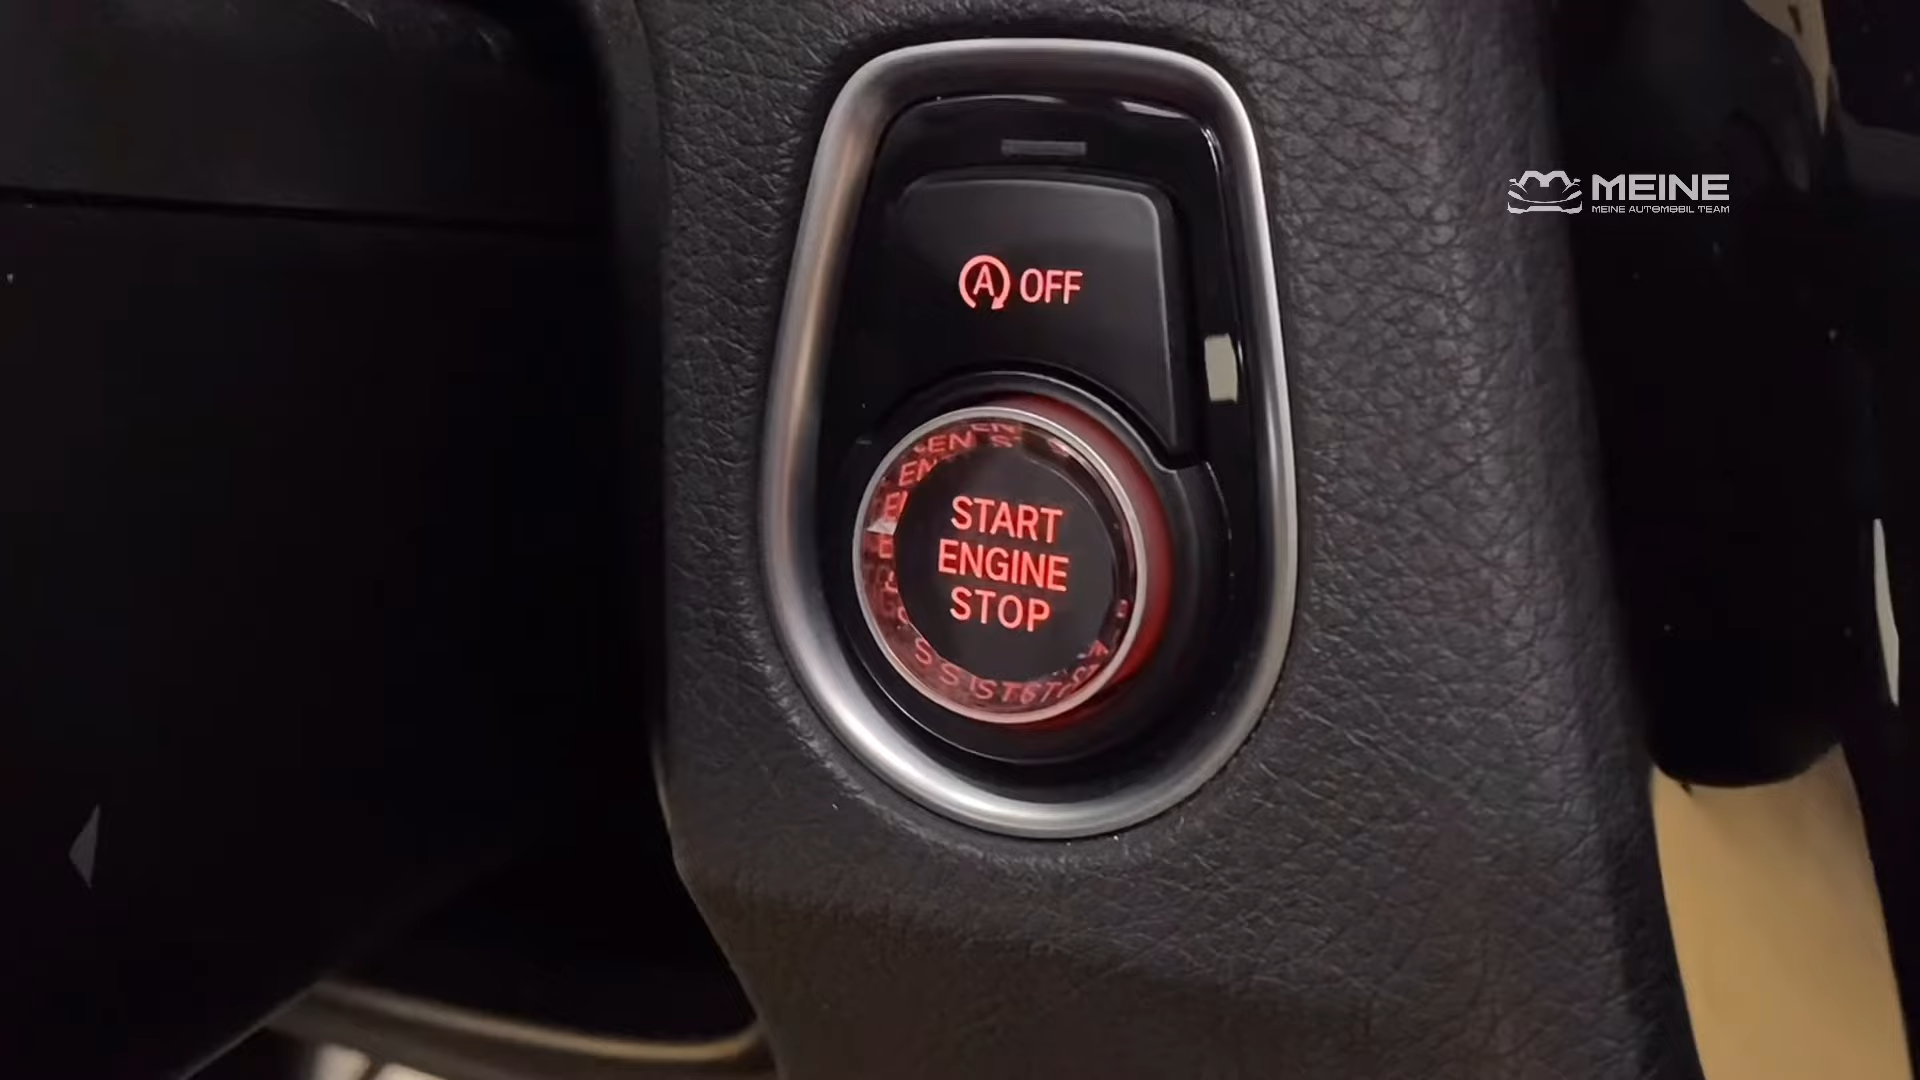 MEINE
MEINE AUTOMOBIL TEAM
A OFF
START
ENGINE
STOP